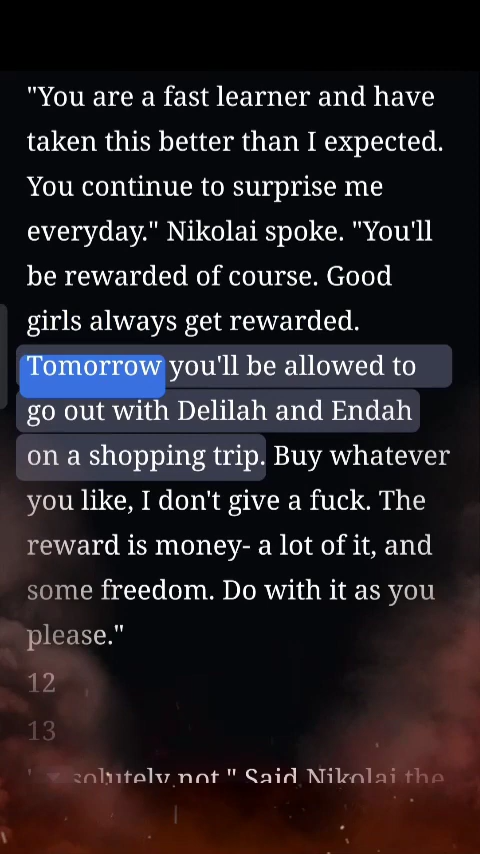 "You are a fast learner and have
taken this better than I expected.
You continue to surprise me
everyday." Nikolai spoke. "You'll
be rewarded of course. Good
girls always get rewarded.
Tomorrow you'll be allowed to
go out with Delilah and Endah
on a shopping trip. Buy whatever
you like, I don't give a fuck. The
reward is money- a lot of it, and
some freedom. Do with it as you
please."
12
13
solutely not." Said Nikolai the